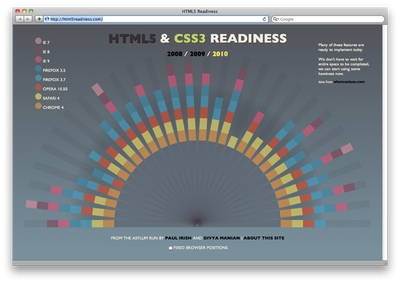 HTML5 Readiness
http://html5readiness.com/
Google
HTML5 & CSS3 READINESS
2008 / 2009 / 2010
IE 7
IE 8
IE 9
FIREFOX 3.5
FIREFOX 3.7
OPERA 10.50
SAFARI 4
CHROME 4
Many of these features are
ready to implement today.
We don't have to wait for
entire space to be completed,
we can start using some
hawtness now.
FROM THE ASYLUM RUN BY PAUL IRISH AND DIVYA MANIAN ABOUT THIS SITE
FIXED BROWSER POSITIONS